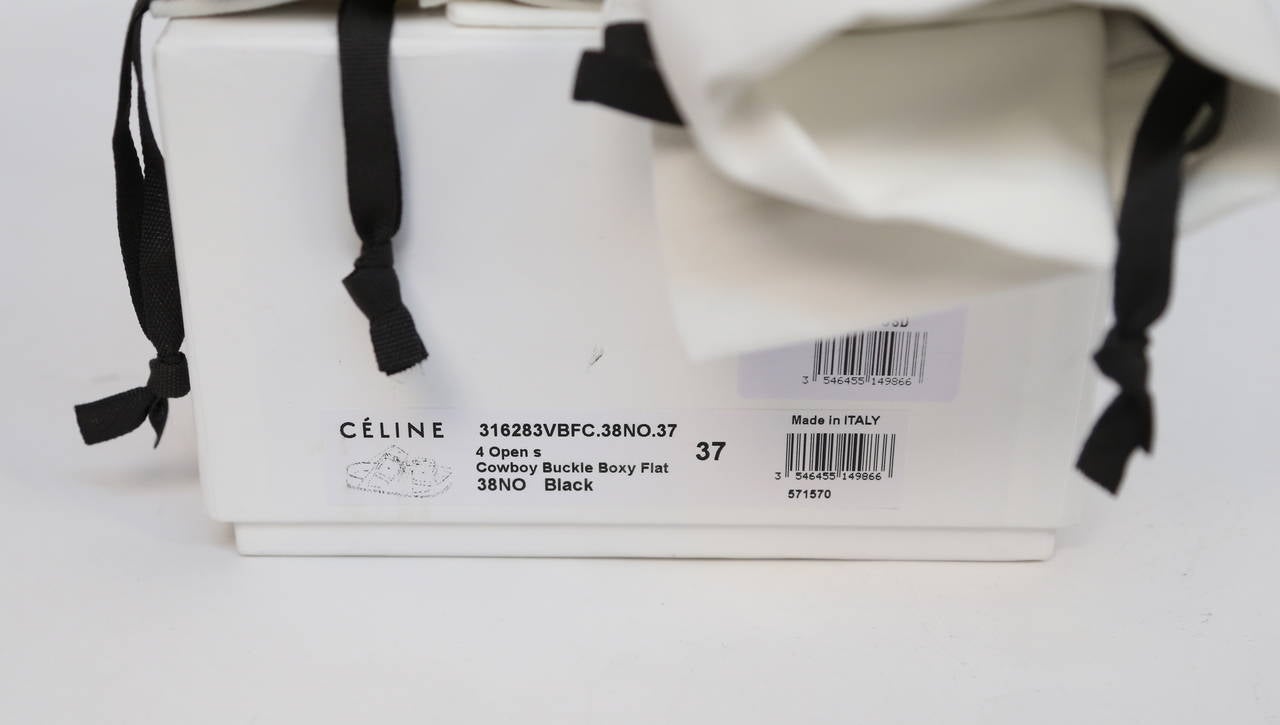 3 546455 149866
CÉLINE
316283VBFC.38NO.37
4 Open s
Cowboy Buckle Boxy Flat
38NO Black
37
Made in ITALY
3 546455 149866
571570